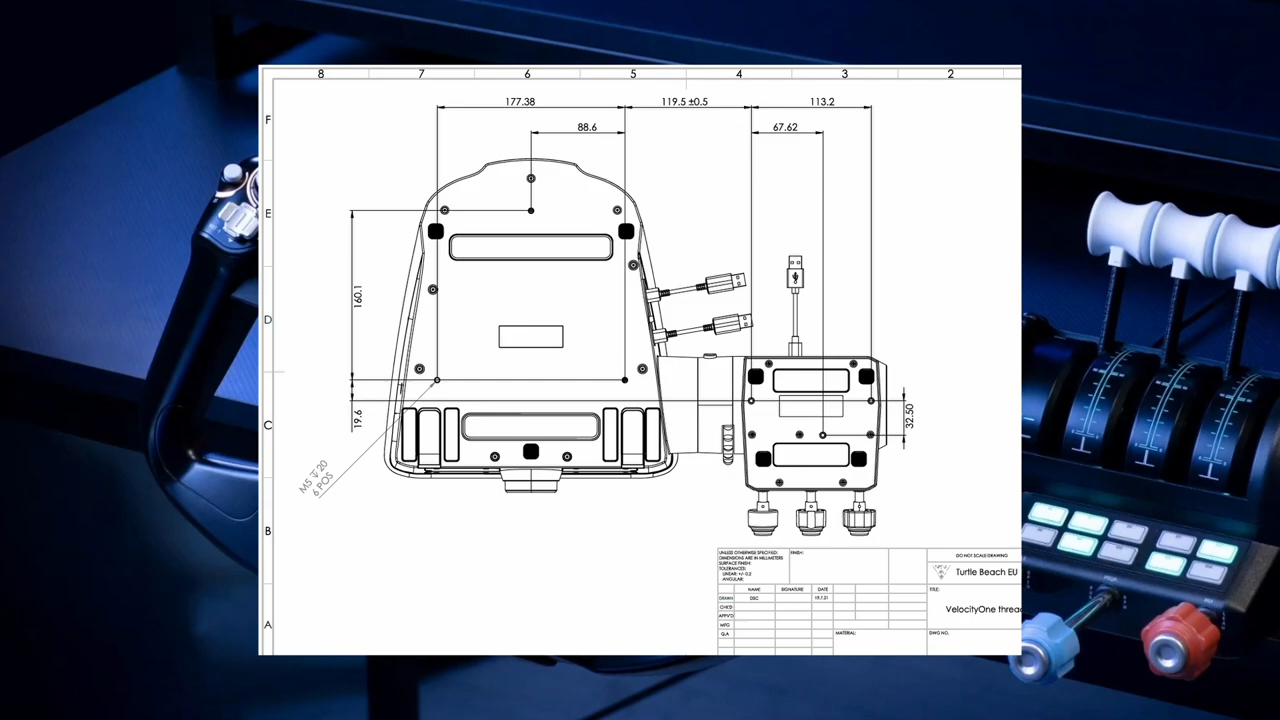 8 7 6 5 4 3 2
177.38 119.5 ±0.5 113.2
88.6 67.62
F
E
D
C
B
A
160.1
19.6
32.50
M5 ↧ 20
6 POS
UNLESS OTHERWISE SPECIFIED:
DIMENSIONS ARE IN MILLIMETERS
SURFACE FINISH:
TOLERANCES:
LINEAR: +/- 0.2
ANGULAR:
FINISH:
DO NOT SCALE DRAWING
Turtle Beach EU
NAME SIGNATURE DATE
TITLE:
DRAWN DSC
CHK'D
APPV'D
MFG
Q.A
VelocityOne threa
MATERIAL:
DWG NO.